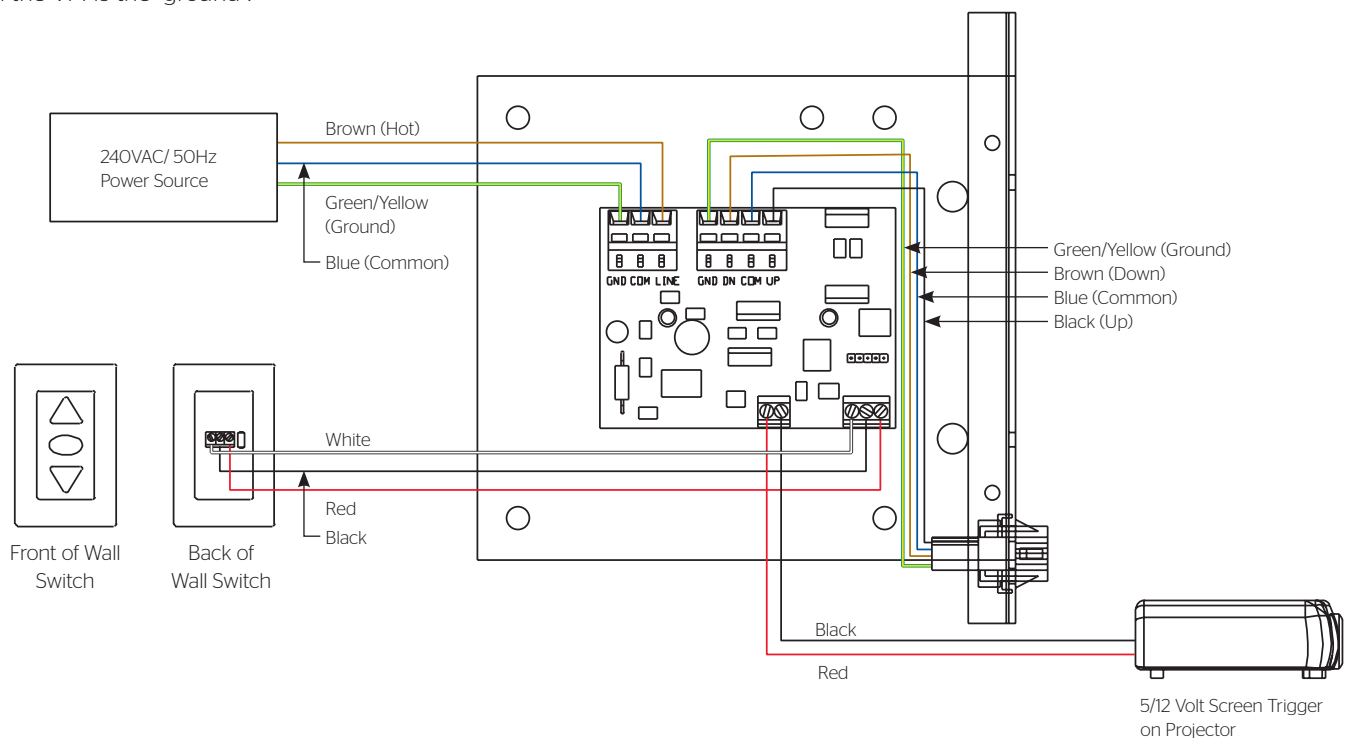 the "ground".
240VAC/ 50Hz
Power Source
Brown (Hot)
Green/Yellow
(Ground)
Blue (Common)
GND COM LINE
GND DN COM UP
Green/Yellow (Ground)
Brown (Down)
Blue (Common)
Black (Up)
White
Red
Black
Front of Wall
Switch
Back of
Wall Switch
Black
Red
5/12 Volt Screen Trigger
on Projector